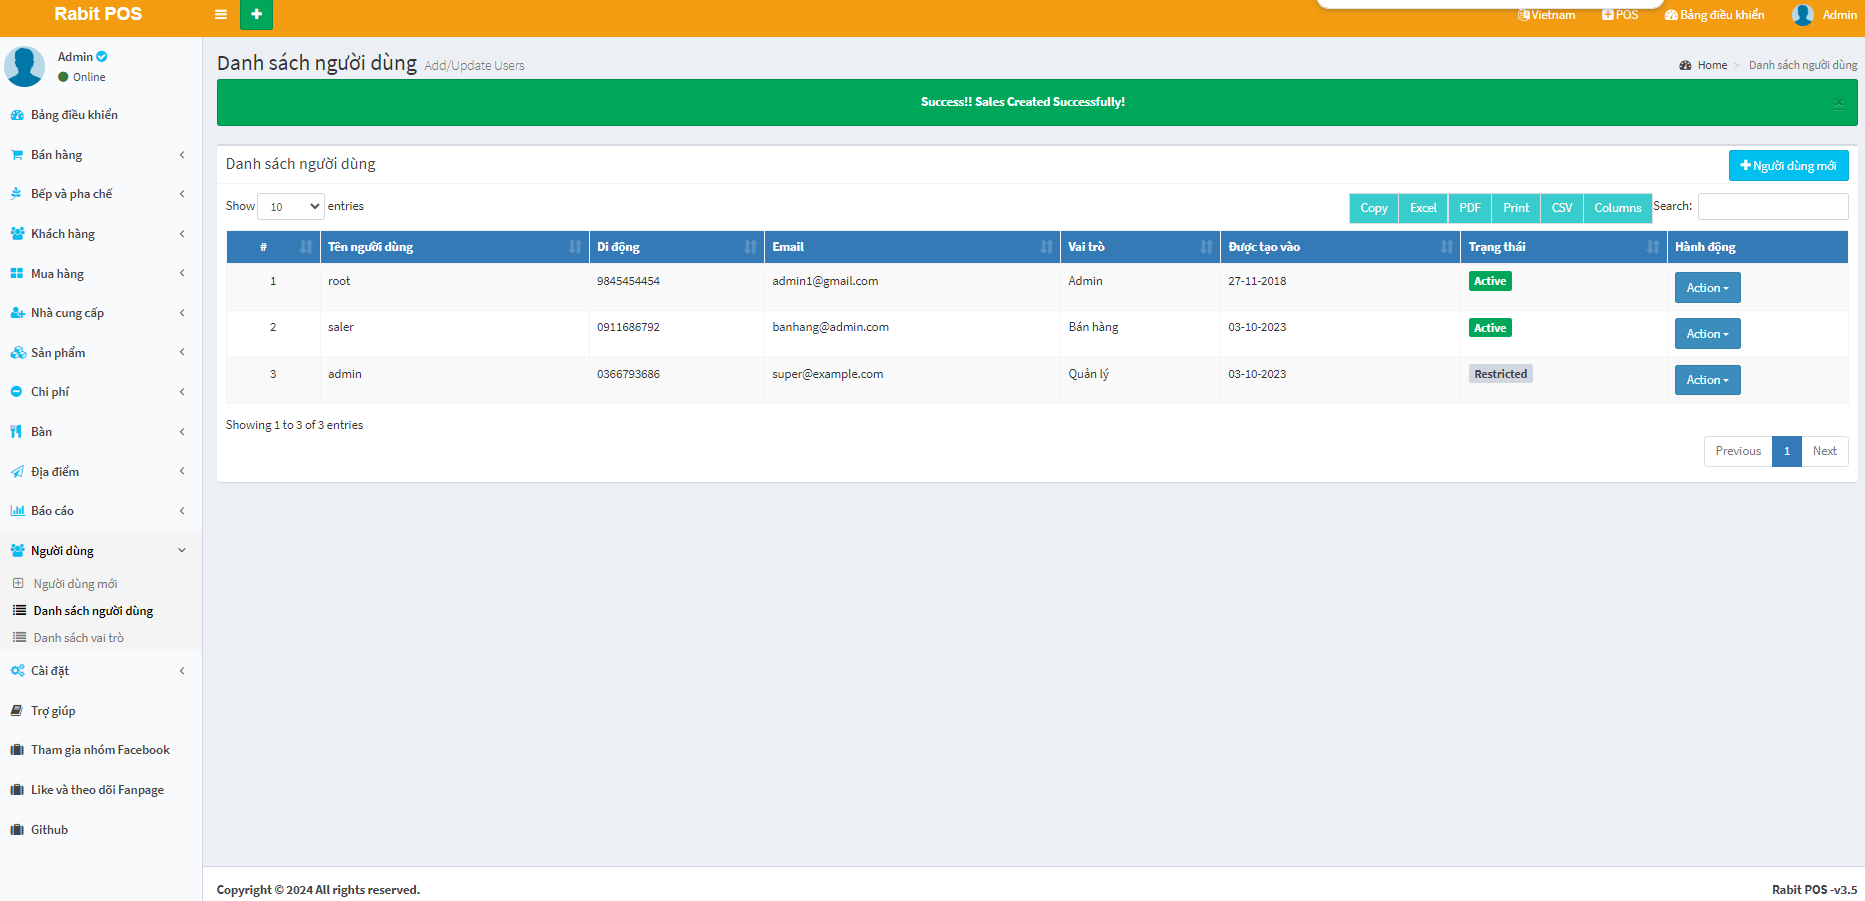 Rabit POS
Vietnam POS Bảng điều khiển Admin
Admin
Online
Bảng điều khiển
Bán hàng
Bếp và pha chế
Khách hàng
Mua hàng
Nhà cung cấp
Sản phẩm
Chi phí
Bàn
Địa điểm
Báo cáo
Người dùng
Người dùng mới
Danh sách người dùng
Danh sách vai trò
Cài đặt
Trợ giúp
Tham gia nhóm Facebook
Like và theo dõi Fanpage
Github
Danh sách người dùng Add/Update Users
Home > Danh sách người dùng
Success!! Sales Created Successfully!
×
Danh sách người dùng
Người dùng mới
Show 10 entries
Copy Excel PDF Print CSV Columns Search:
# Tên người dùng Di động Email Vai trò Được tạo vào Trạng thái Hành động
1 root 9845454454 admin1@gmail.com Admin 27-11-2018 Active Action
2 saler 0911686792 banhang@admin.com Bán hàng 03-10-2023 Active Action
3 admin 0366793686 super@example.com Quản lý 03-10-2023 Restricted Action
Showing 1 to 3 of 3 entries
Previous 1 Next
Copyright © 2024 All rights reserved.
Rabit POS -v3.5